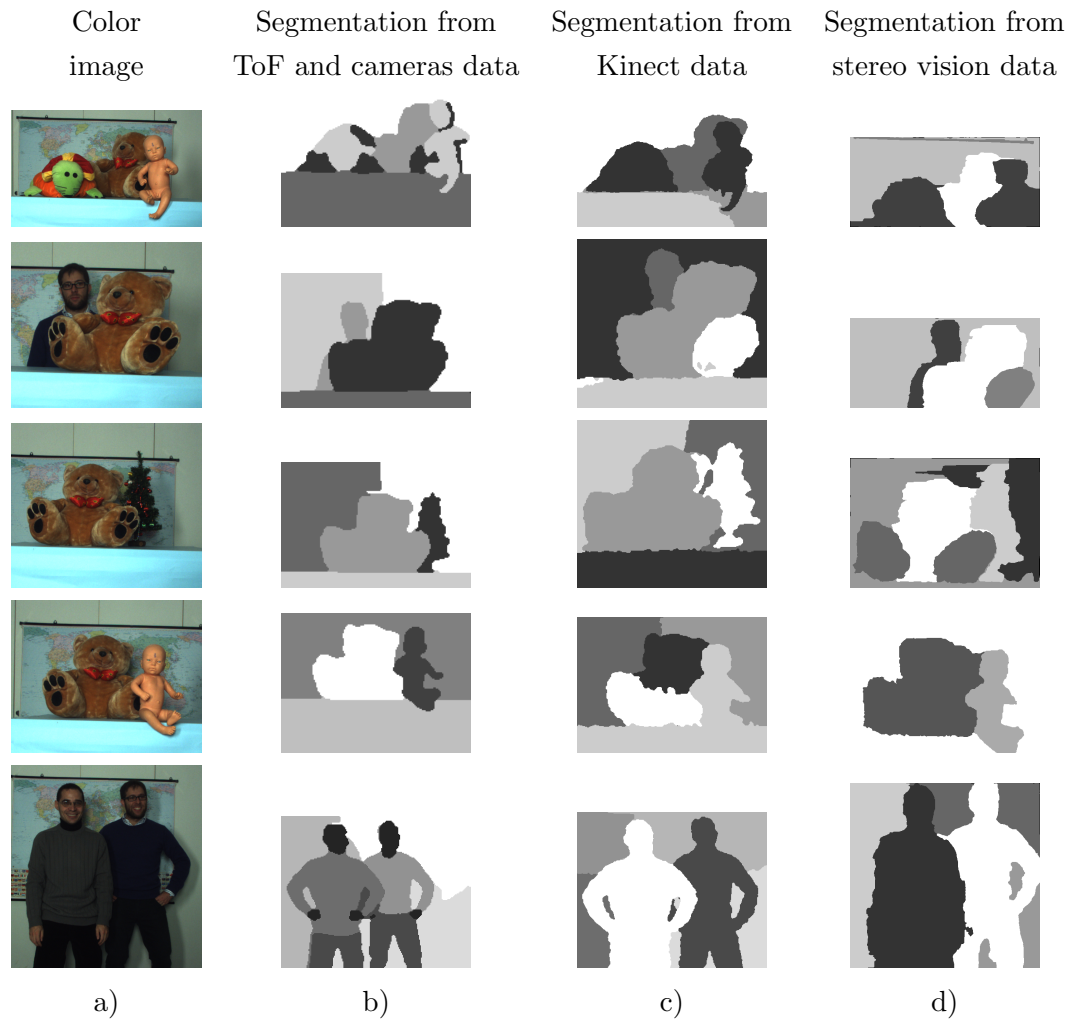 Color
image
Segmentation from
ToF and cameras data
Segmentation from
Kinect data
Segmentation from
stereo vision data
a)
b)
c)
d)